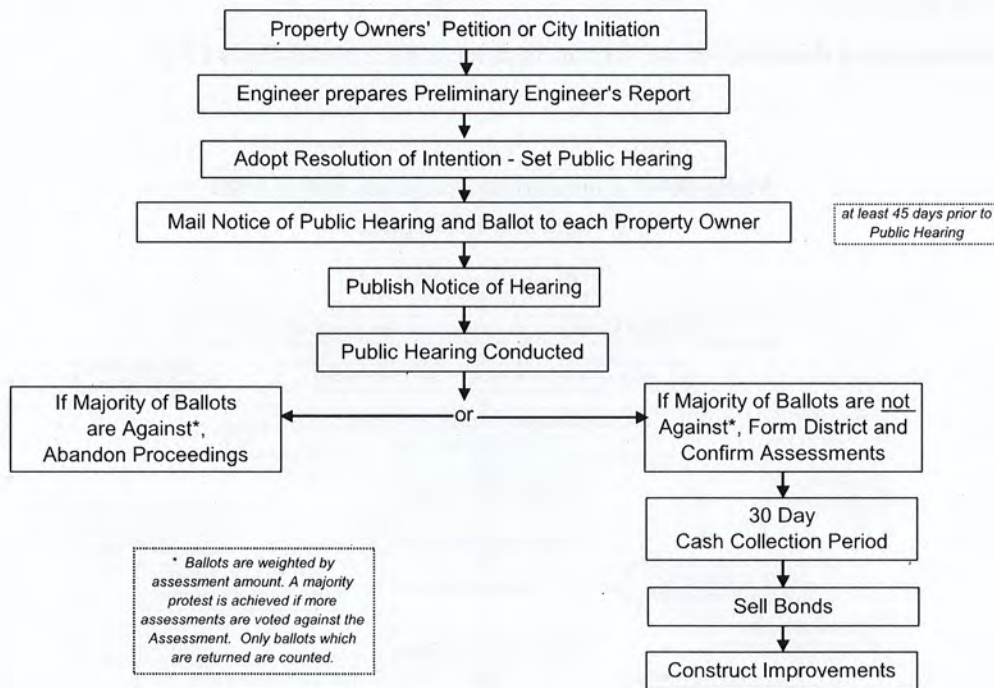 Property Owners' Petition or City Initiation
Engineer prepares Preliminary Engineer's Report
Adopt Resolution of Intention - Set Public Hearing
Mail Notice of Public Hearing and Ballot to each Property Owner
at least 45 days prior to
Public Hearing
Publish Notice of Hearing
Public Hearing Conducted
or
If Majority of Ballots
are Against*,
Abandon Proceedings
If Majority of Ballots are not
Against*, Form District and
Confirm Assessments
30 Day
Cash Collection Period
* Ballots are weighted by
assessment amount. A majority
protest is achieved if more
assessments are voted against the
Assessment. Only ballots which
are returned are counted.
Sell Bonds
Construct Improvements